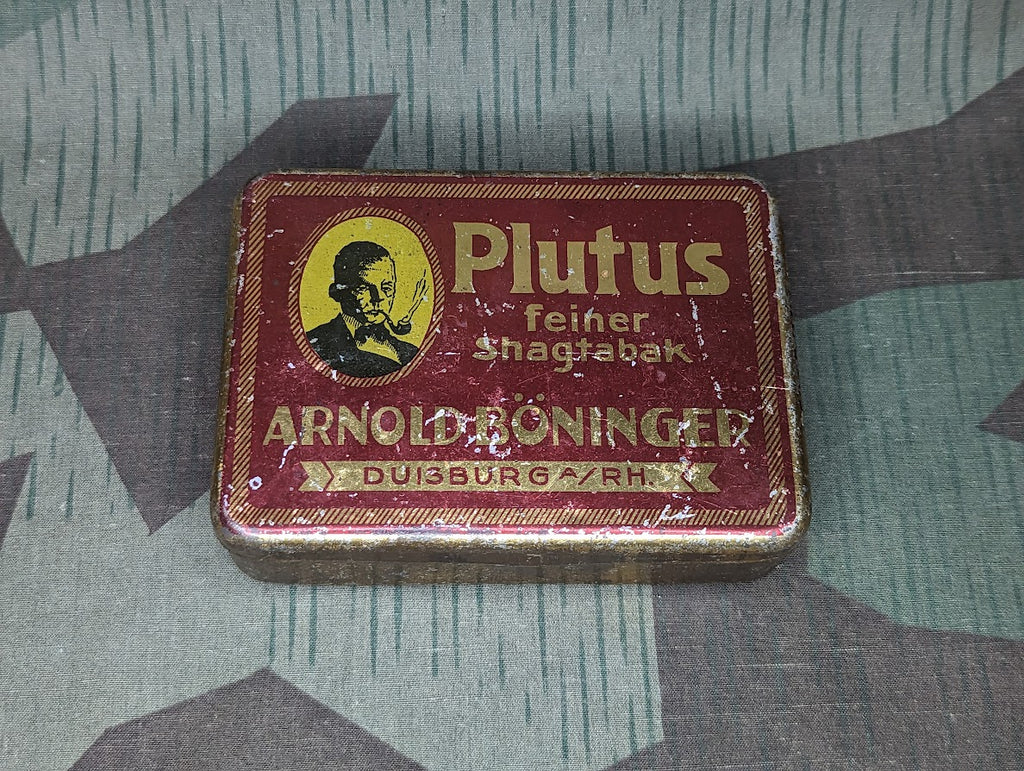 Plutus
feiner
Shagtabak
ARNOLD BÖNINGER
DUISBURG A/RH.